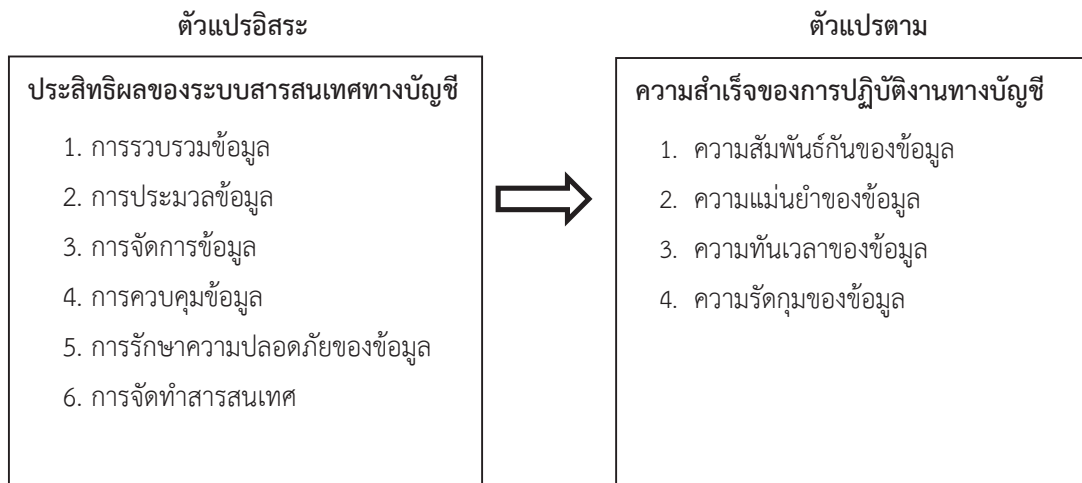 ตัวแปรอิสระ
ประสิทธิผลของระบบสารสนเทศทางบัญชี
1. การรวบรวมข้อมูล
2. การประมวลข้อมูล
3. การจัดการข้อมูล
4. การควบคุมข้อมูล
5. การรักษาความปลอดภัยของข้อมูล
6. การจัดทำสารสนเทศ
ตัวแปรตาม
ความสำเร็จของการปฏิบัติงานทางบัญชี
1. ความสัมพันธ์กันของข้อมูล
2. ความแม่นยำของข้อมูล
3. ความทันเวลาของข้อมูล
4. ความรัดกุมของข้อมูล